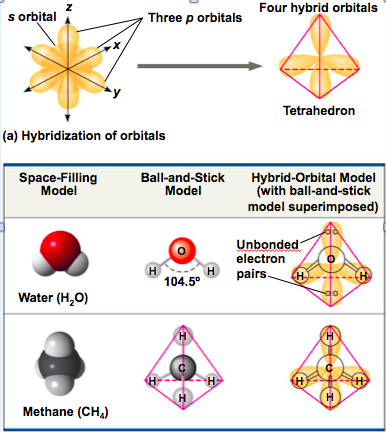 s orbital
z
Three p orbitals
x
y
Four hybrid orbitals
Tetrahedron
(a) Hybridization of orbitals
Space-Filling
Model
Ball-and-Stick
Model
Hybrid-Orbital Model
(with ball-and-stick
model superimposed)
Unbonded
electron
pairs
O
H
H
104.5º
O
H
H
Water (H₂O)
H
C
H
H
H
H
C
H
H
H
Methane (CH₄)